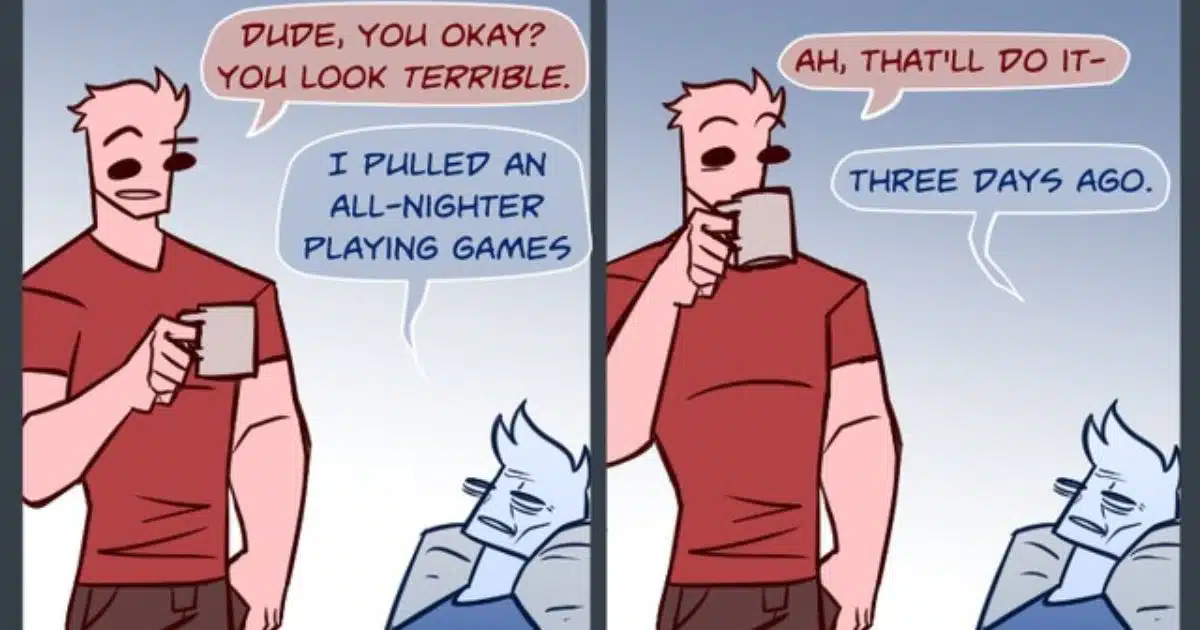 DUDE, YOU OKAY?
YOU LOOK TERRIBLE.
I PULLED AN
ALL-NIGHTER
PLAYING GAMES
AH, THAT'LL DO IT-
THREE DAYS AGO.